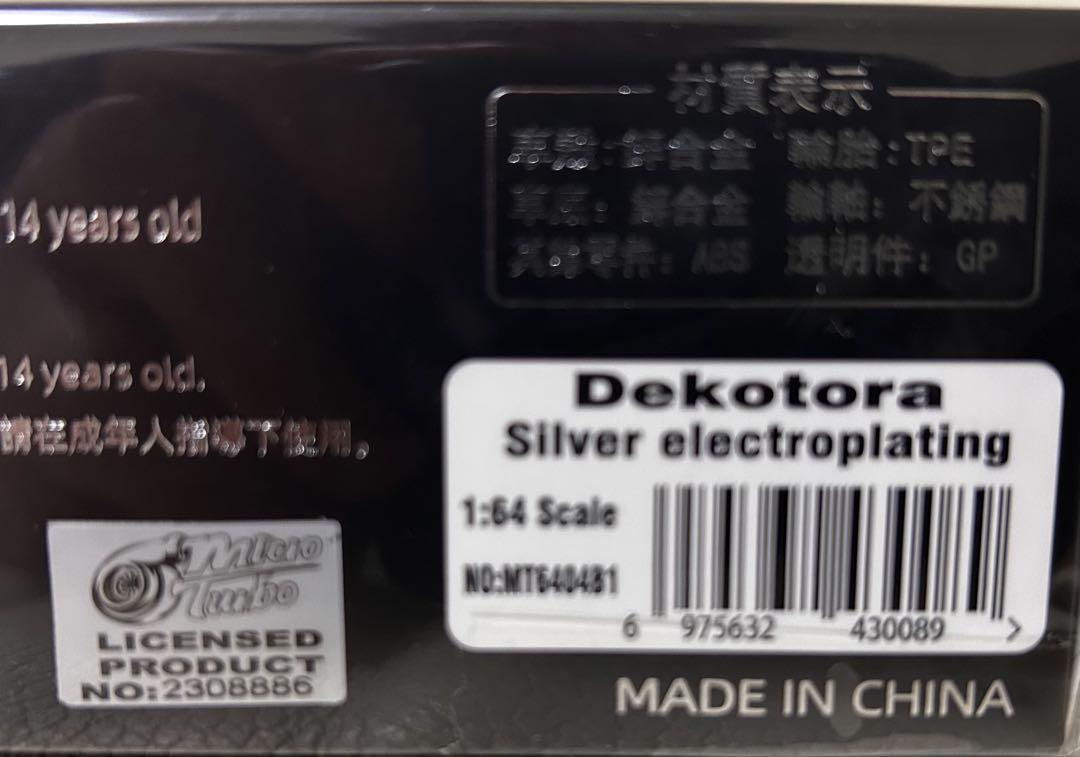 14 years old
14 years old.
請在成年人指導下使用。
Micro
Turbo
LICENSED
PRODUCT
NO:2308886
材質表示
車殼:鋅合金 輪胎:TPE
車底: 鋅合金 輪軸: 不銹鋼
其余零件: ABS 透明件: GP
Dekotora
Silver electroplating
1:64 Scale
NO:MT6404B1
6 975632 430089 >
MADE IN CHINA